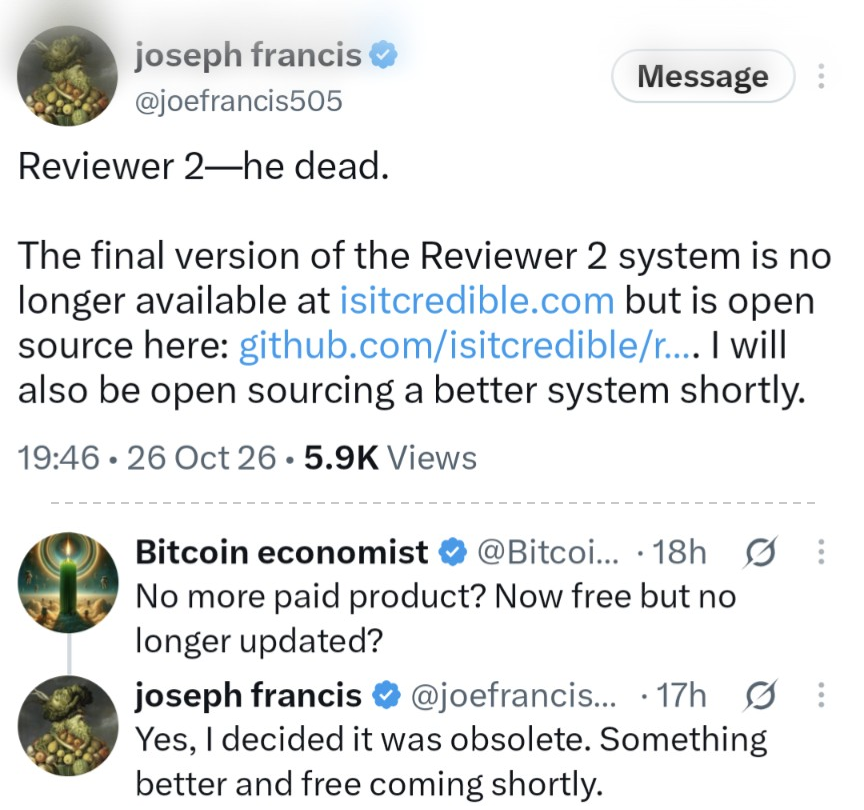 joseph francis
@joefrancis505
Message
Reviewer 2—he dead.
The final version of the Reviewer 2 system is no
longer available at isitcredible.com but is open
source here: github.com/isitcredible/r.... I will
also be open sourcing a better system shortly.
19:46 • 26 Oct 26 • 5.9K Views
Bitcoin economist @Bitcoi... · 18h
No more paid product? Now free but no
longer updated?
joseph francis @joefrancis... · 17h
Yes, I decided it was obsolete. Something
better and free coming shortly.